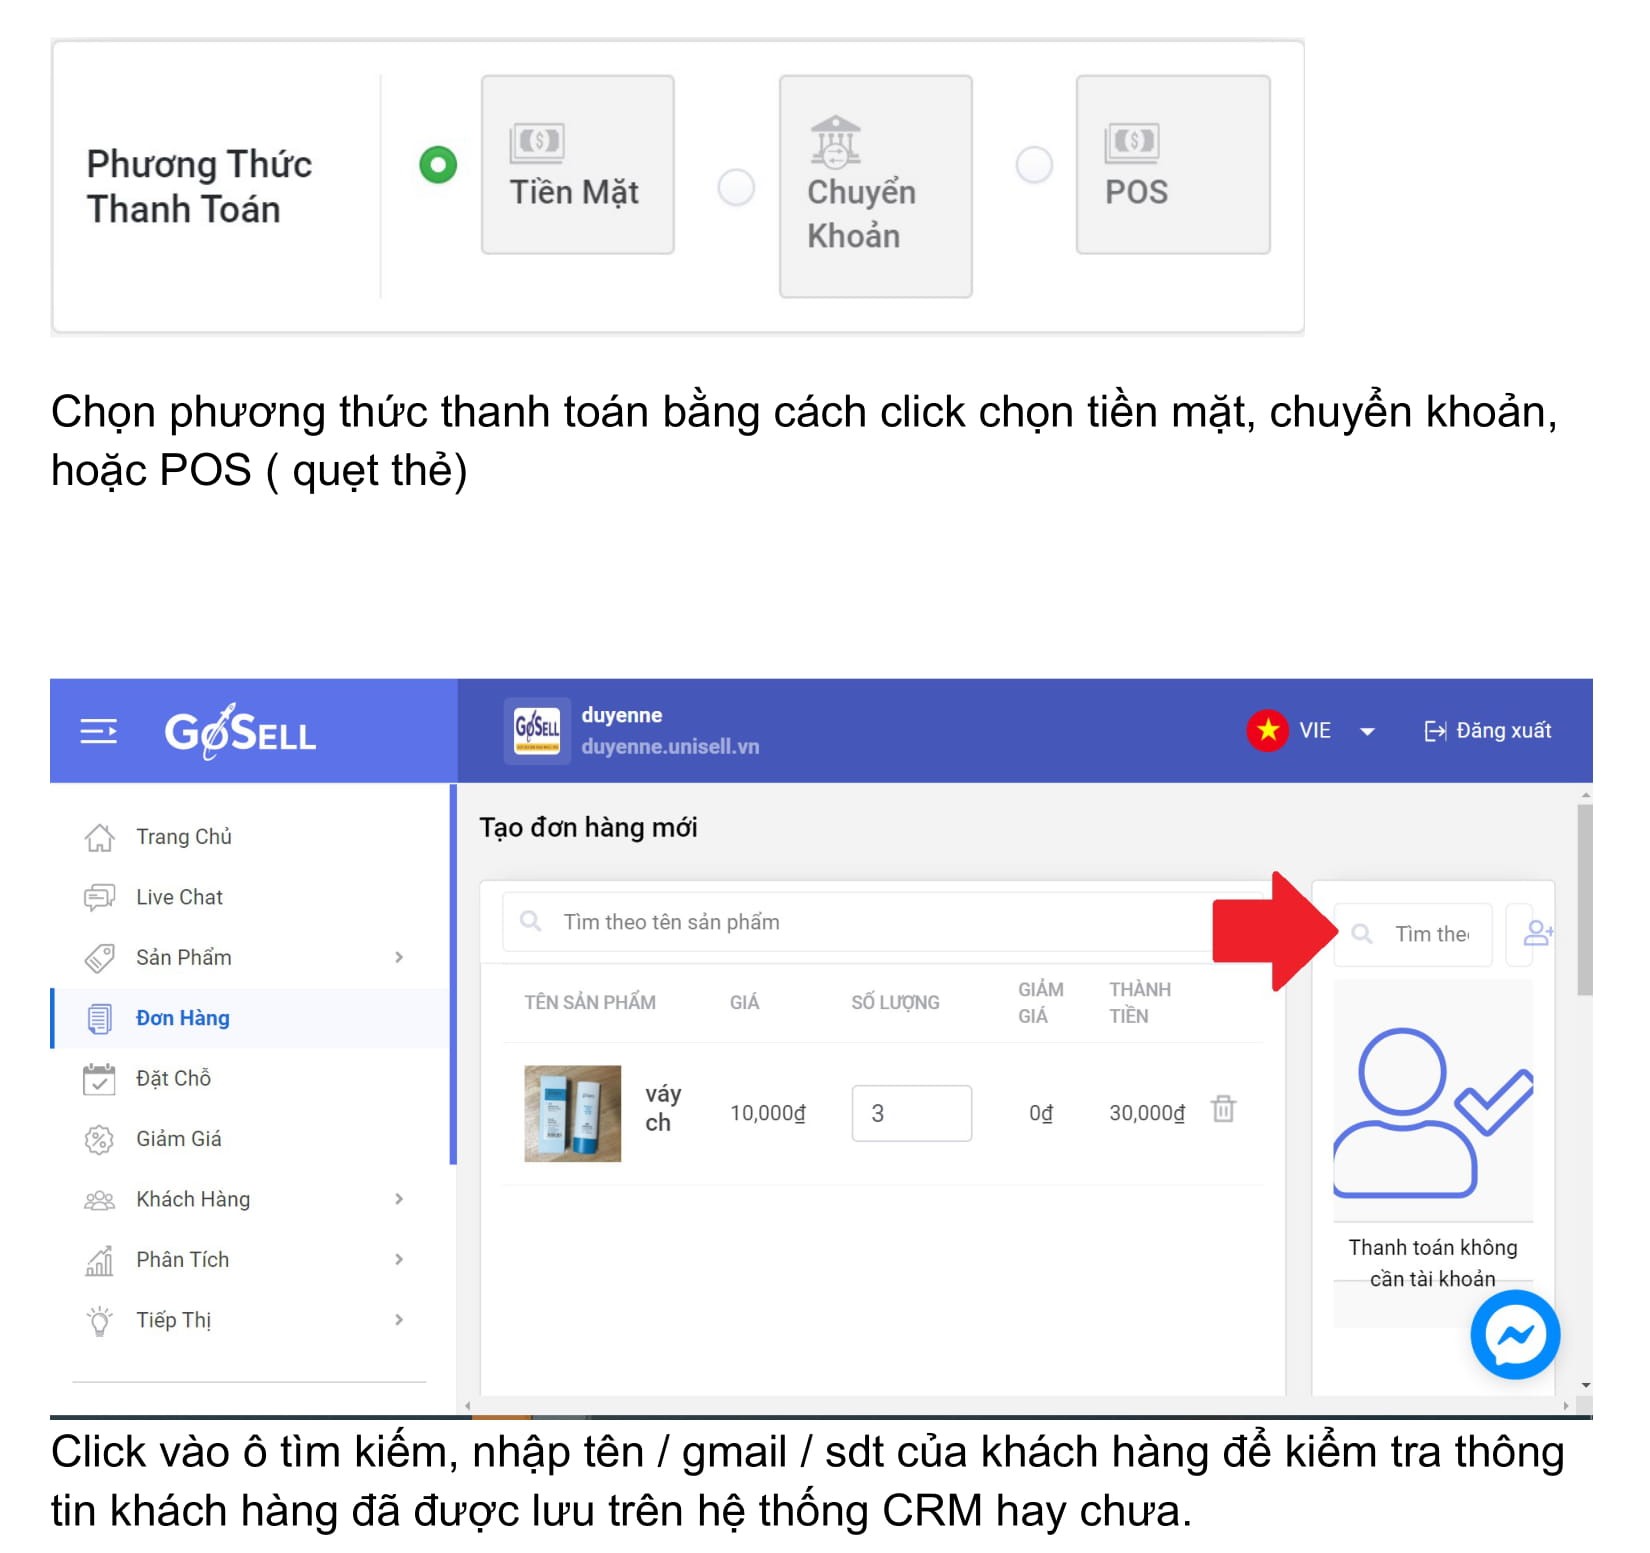 Phương Thức
Thanh Toán
Tiền Mặt
Chuyển
Khoản
POS
Chọn phương thức thanh toán bằng cách click chọn tiền mặt, chuyển khoản,
hoặc POS ( quẹt thẻ)
GoSELL
GoSELL
duyenne
duyenne.unisell.vn
VIE
Đăng xuất
Trang Chủ
Live Chat
Sản Phẩm
Đơn Hàng
Đặt Chỗ
Giảm Giá
Khách Hàng
Phân Tích
Tiếp Thị
Tạo đơn hàng mới
Tìm theo tên sản phẩm
TÊN SẢN PHẨM GIÁ SỐ LƯỢNG GIẢM GIÁ THÀNH TIỀN
váy
ch
10,000₫ 3 0₫ 30,000₫
Tìm the
Thanh toán không
cần tài khoản
Click vào ô tìm kiếm, nhập tên / gmail / sdt của khách hàng để kiểm tra thông
tin khách hàng đã được lưu trên hệ thống CRM hay chưa.